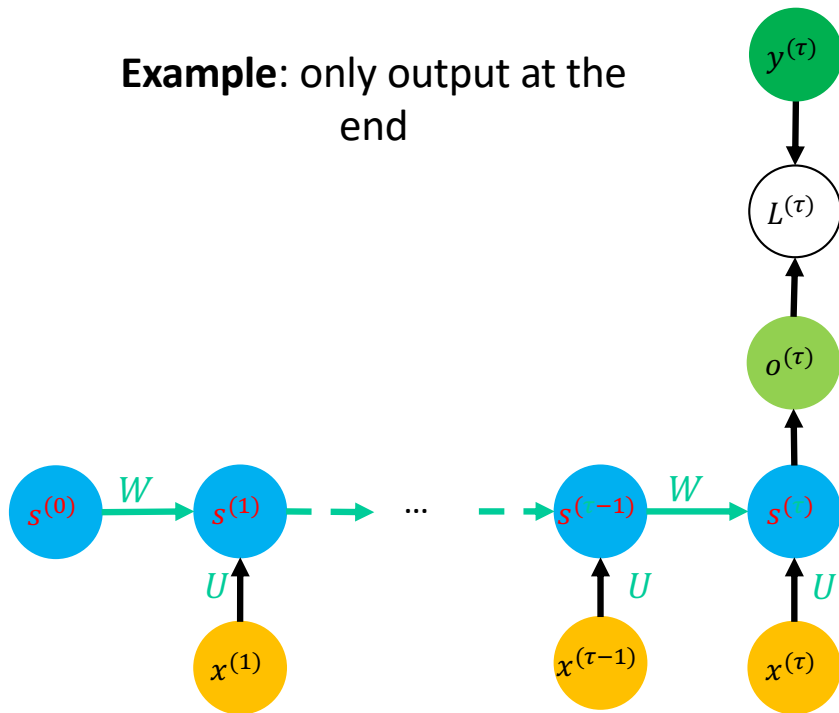 Example: only output at the
end
y^(τ)
L^(τ)
o^(τ)
s^(0) W s^(1) ... s^( −1) W s^( )
U U U
x^(1) x^(τ−1) x^(τ)